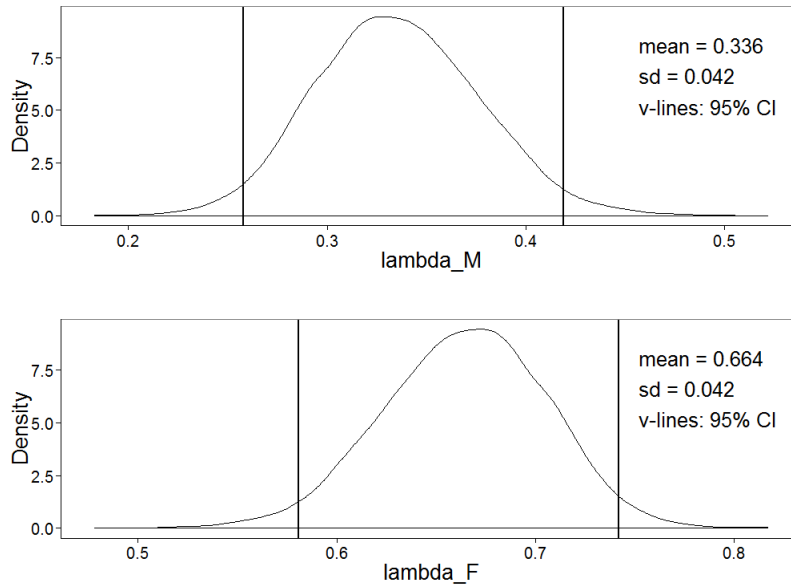 mean = 0.336
sd = 0.042
v-lines: 95% CI
Density
7.5
5.0
2.5
0.0
0.2 0.3 0.4 0.5
lambda_M
mean = 0.664
sd = 0.042
v-lines: 95% CI
Density
7.5
5.0
2.5
0.0
0.5 0.6 0.7 0.8
lambda_F